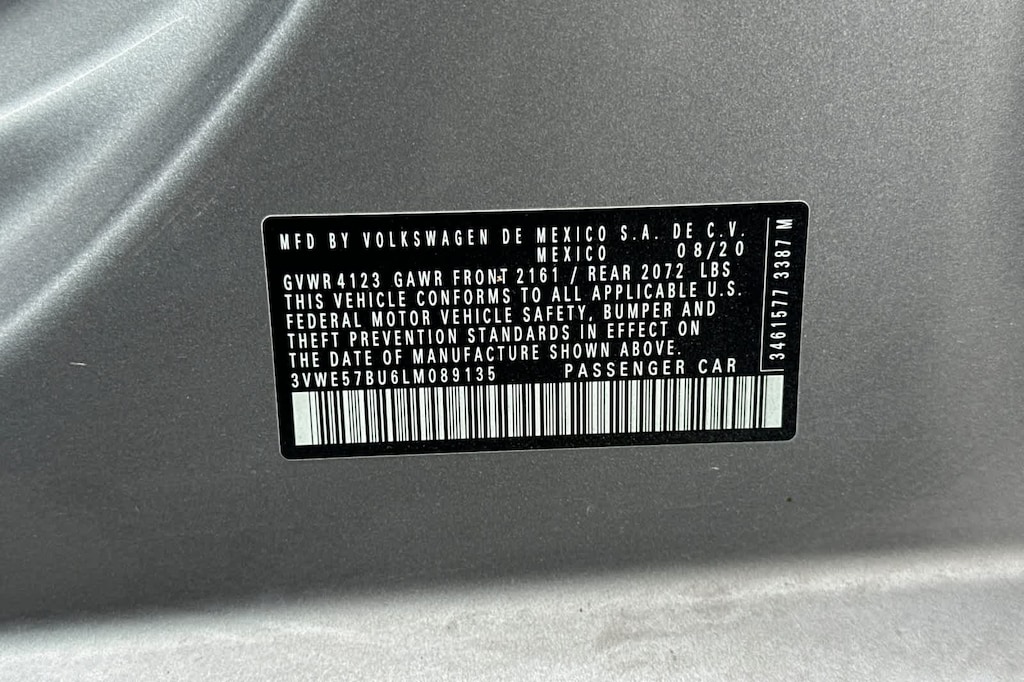 MFD BY VOLKSWAGEN DE MEXICO S.A. DE C.V.
MEXICO 08/20
GVWR 4123 GAWR FRONT 2161 / REAR 2072 LBS
THIS VEHICLE CONFORMS TO ALL APPLICABLE U.S.
FEDERAL MOTOR VEHICLE SAFETY, BUMPER AND
THEFT PREVENTION STANDARDS IN EFFECT ON
THE DATE OF MANUFACTURE SHOWN ABOVE.
3VWE57BU6LM089135 PASSENGER CAR
3461577 3387 M